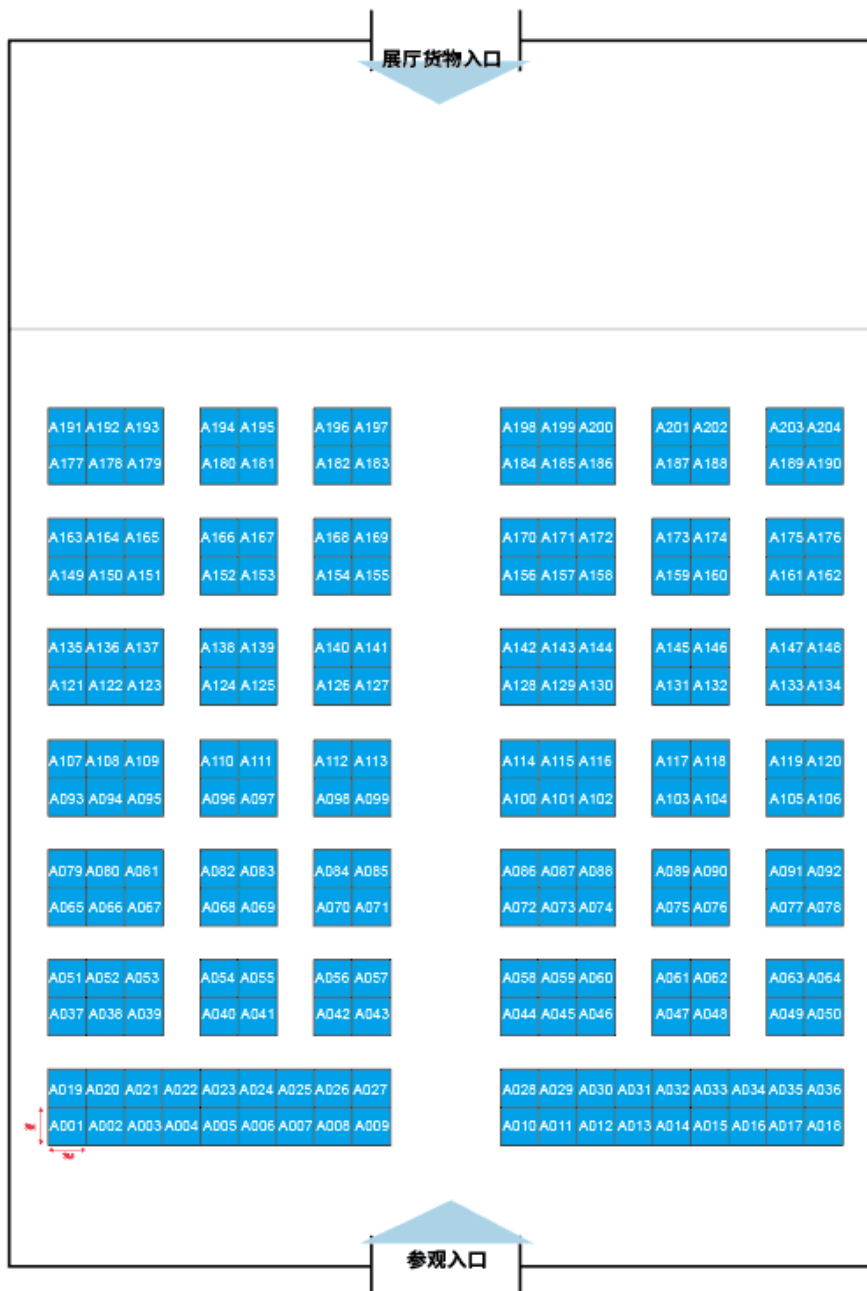 展厅货物入口
A191 A192 A193 A194 A195 A196 A197 A198 A199 A200 A201 A202 A203 A204
A177 A178 A179 A180 A181 A182 A183 A184 A185 A186 A187 A188 A189 A190
A163 A164 A165 A166 A167 A168 A169 A170 A171 A172 A173 A174 A175 A176
A149 A150 A151 A152 A153 A154 A155 A156 A157 A158 A159 A160 A161 A162
A135 A136 A137 A138 A139 A140 A141 A142 A143 A144 A145 A146 A147 A148
A121 A122 A123 A124 A125 A126 A127 A128 A129 A130 A131 A132 A133 A134
A107 A108 A109 A110 A111 A112 A113 A114 A115 A116 A117 A118 A119 A120
A093 A094 A095 A096 A097 A098 A099 A100 A101 A102 A103 A104 A105 A106
A079 A080 A081 A082 A083 A084 A085 A086 A087 A088 A089 A090 A091 A092
A065 A066 A067 A068 A069 A070 A071 A072 A073 A074 A075 A076 A077 A078
A051 A052 A053 A054 A055 A056 A057 A058 A059 A060 A061 A062 A063 A064
A037 A038 A039 A040 A041 A042 A043 A044 A045 A046 A047 A048 A049 A050
A019 A020 A021 A022 A023 A024 A025 A026 A027 A028 A029 A030 A031 A032 A033 A034 A035 A036
A001 A002 A003 A004 A005 A006 A007 A008 A009 A010 A011 A012 A013 A014 A015 A016 A017 A018
参观入口